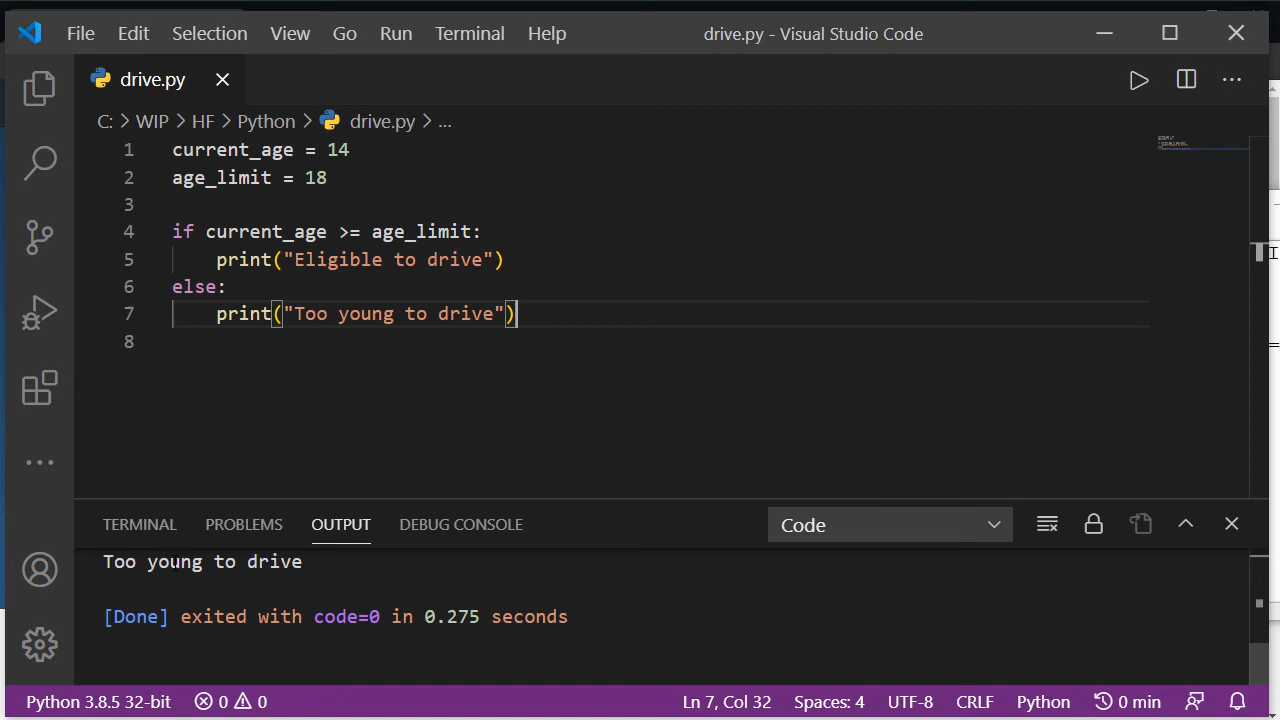 File Edit Selection View Go Run Terminal Help drive.py - Visual Studio Code
drive.py
C: > WIP > HF > Python > drive.py > ...
1 current_age = 14
2 age_limit = 18
3
4 if current_age >= age_limit:
5     print("Eligible to drive")
6 else:
7     print("Too young to drive")
8
TERMINAL PROBLEMS OUTPUT DEBUG CONSOLE Code
Too young to drive
[Done] exited with code=0 in 0.275 seconds
Python 3.8.5 32-bit 0 0 Ln 7, Col 32 Spaces: 4 UTF-8 CRLF Python 0 min